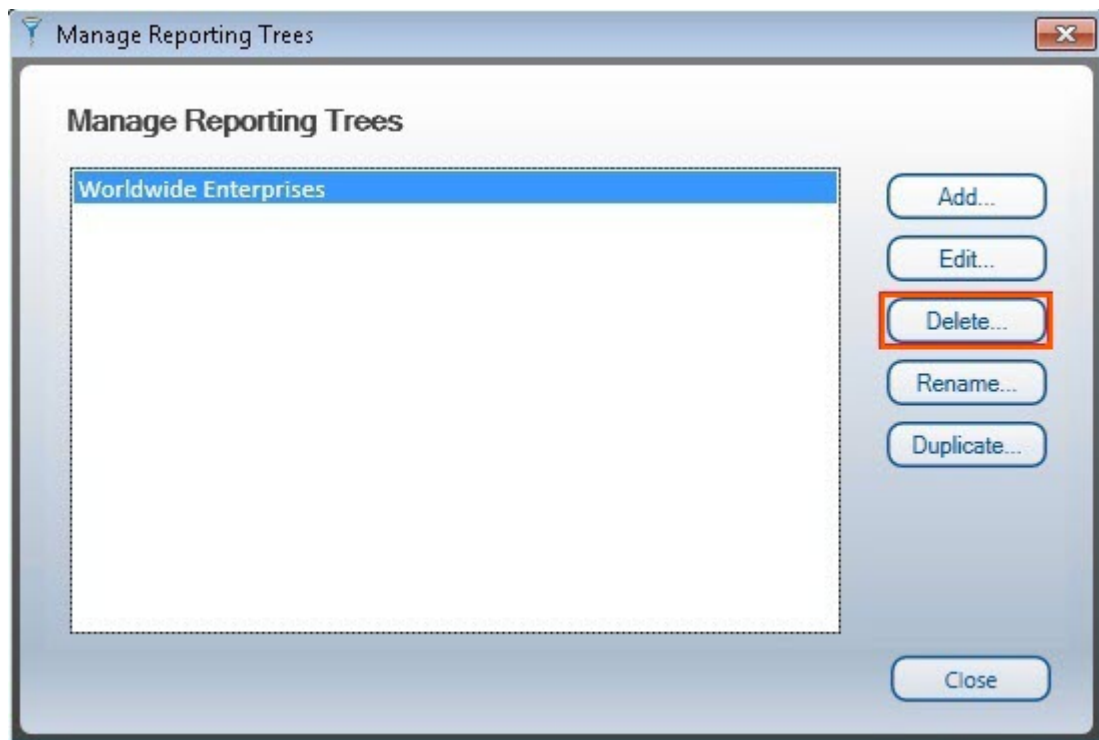 Manage Reporting Trees
Manage Reporting Trees
Worldwide Enterprises
Add...
Edit...
Delete...
Rename...
Duplicate...
Close